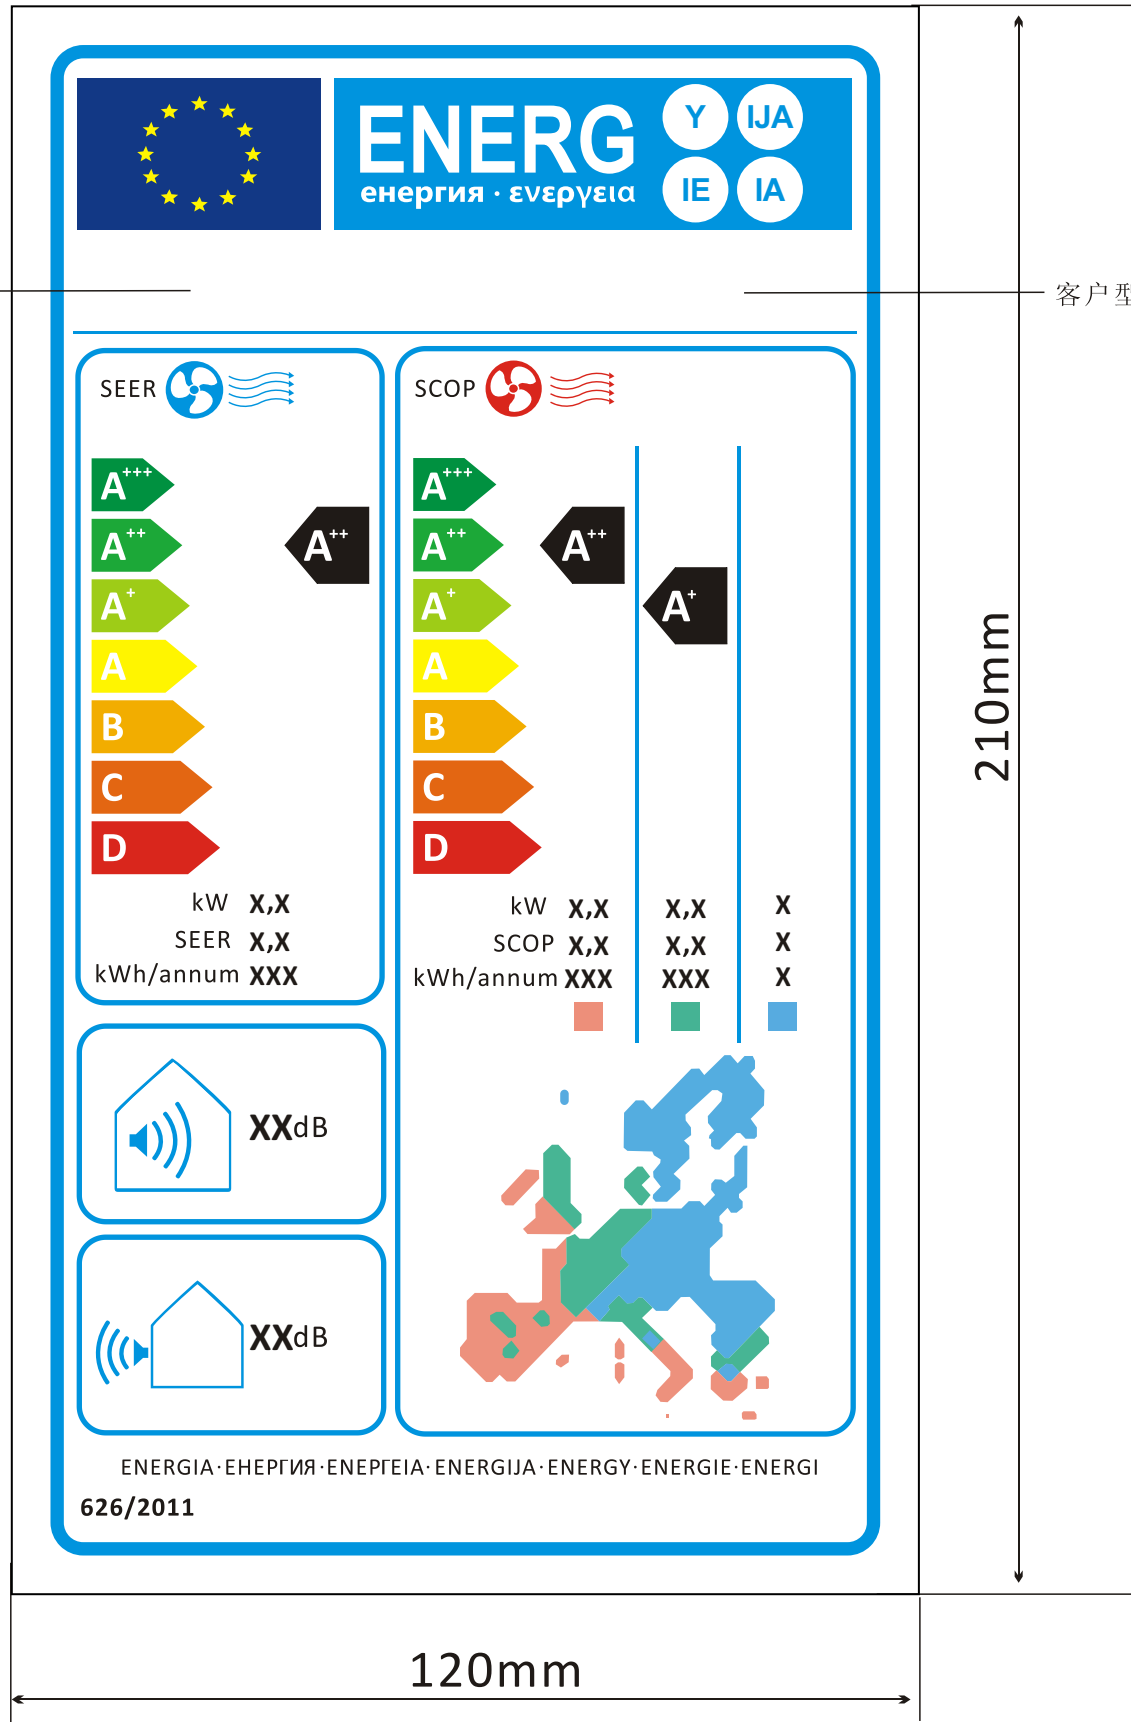 ENERG
енергия · ενεργεια
Y IJA
IE IA
客户型
SEER
SCOP
A+++
A++
A+
A
B
C
D
A++
A+++
A++
A+
A
B
C
D
A++
A+
kW X,X
SEER X,X
kWh/annum XXX
kW X,X X,X X
SCOP X,X X,X X
kWh/annum XXX XXX X
XXdB
XXdB
ENERGIA·ЕНЕРГИЯ·ΕΝΕΡΓΕΙΑ·ENERGIJA·ENERGY·ENERGIE·ENERGI
626/2011
210mm
120mm